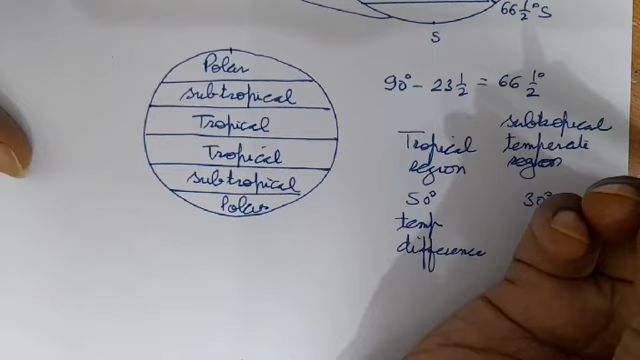 66 1/2° S
S
Polar
subtropical
Tropical
Tropical
subtropical
Polar
90° - 23 1/2 = 66 1/2°
Tropical
region
50°
temp
difference
subtropical
temperate
region
30°